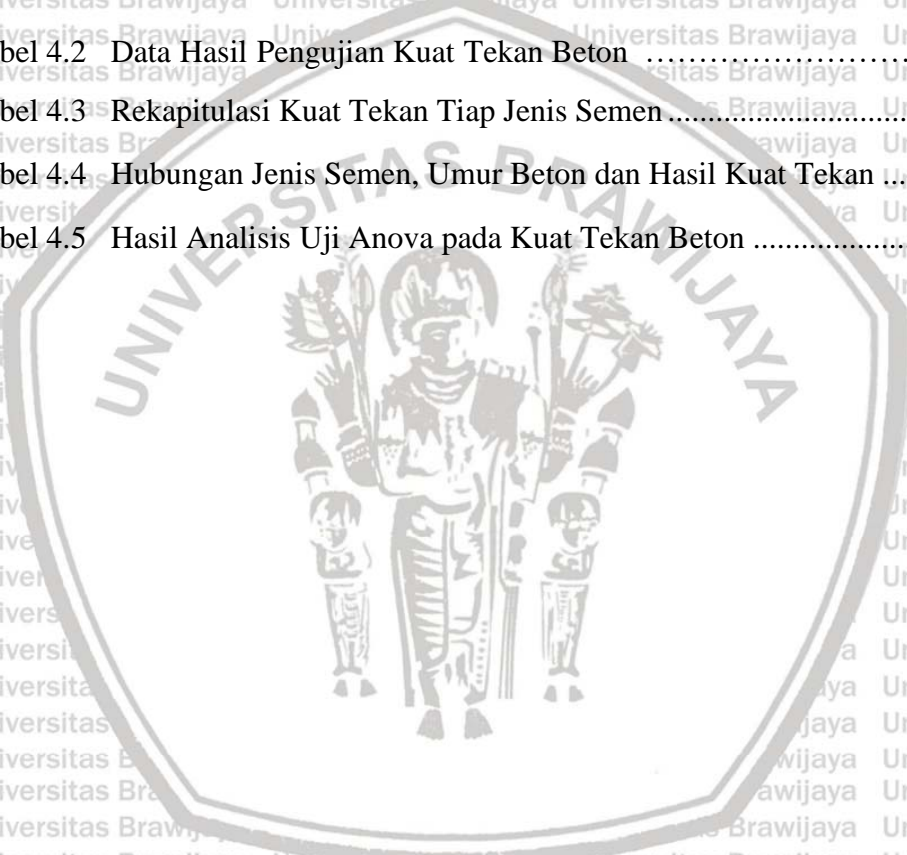 bel 4.2 Data Hasil Pengujian Kuat Tekan Beton ........................
bel 4.3 Rekapitulasi Kuat Tekan Tiap Jenis Semen ..............................
bel 4.4 Hubungan Jenis Semen, Umur Beton dan Hasil Kuat Tekan ...
bel 4.5 Hasil Analisis Uji Anova pada Kuat Tekan Beton ...................
UNIVERSITAS BRAWIJAYA